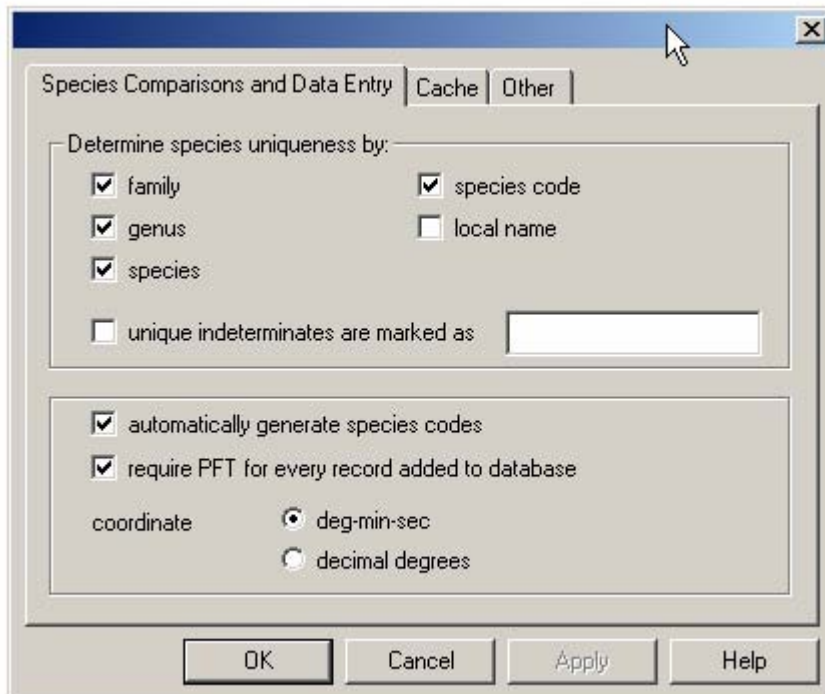 Species Comparisons and Data Entry Cache Other
Determine species uniqueness by:
family species code
genus local name
species
unique indeterminates are marked as
automatically generate species codes
require PFT for every record added to database
coordinate deg-min-sec
decimal degrees
OK Cancel Apply Help